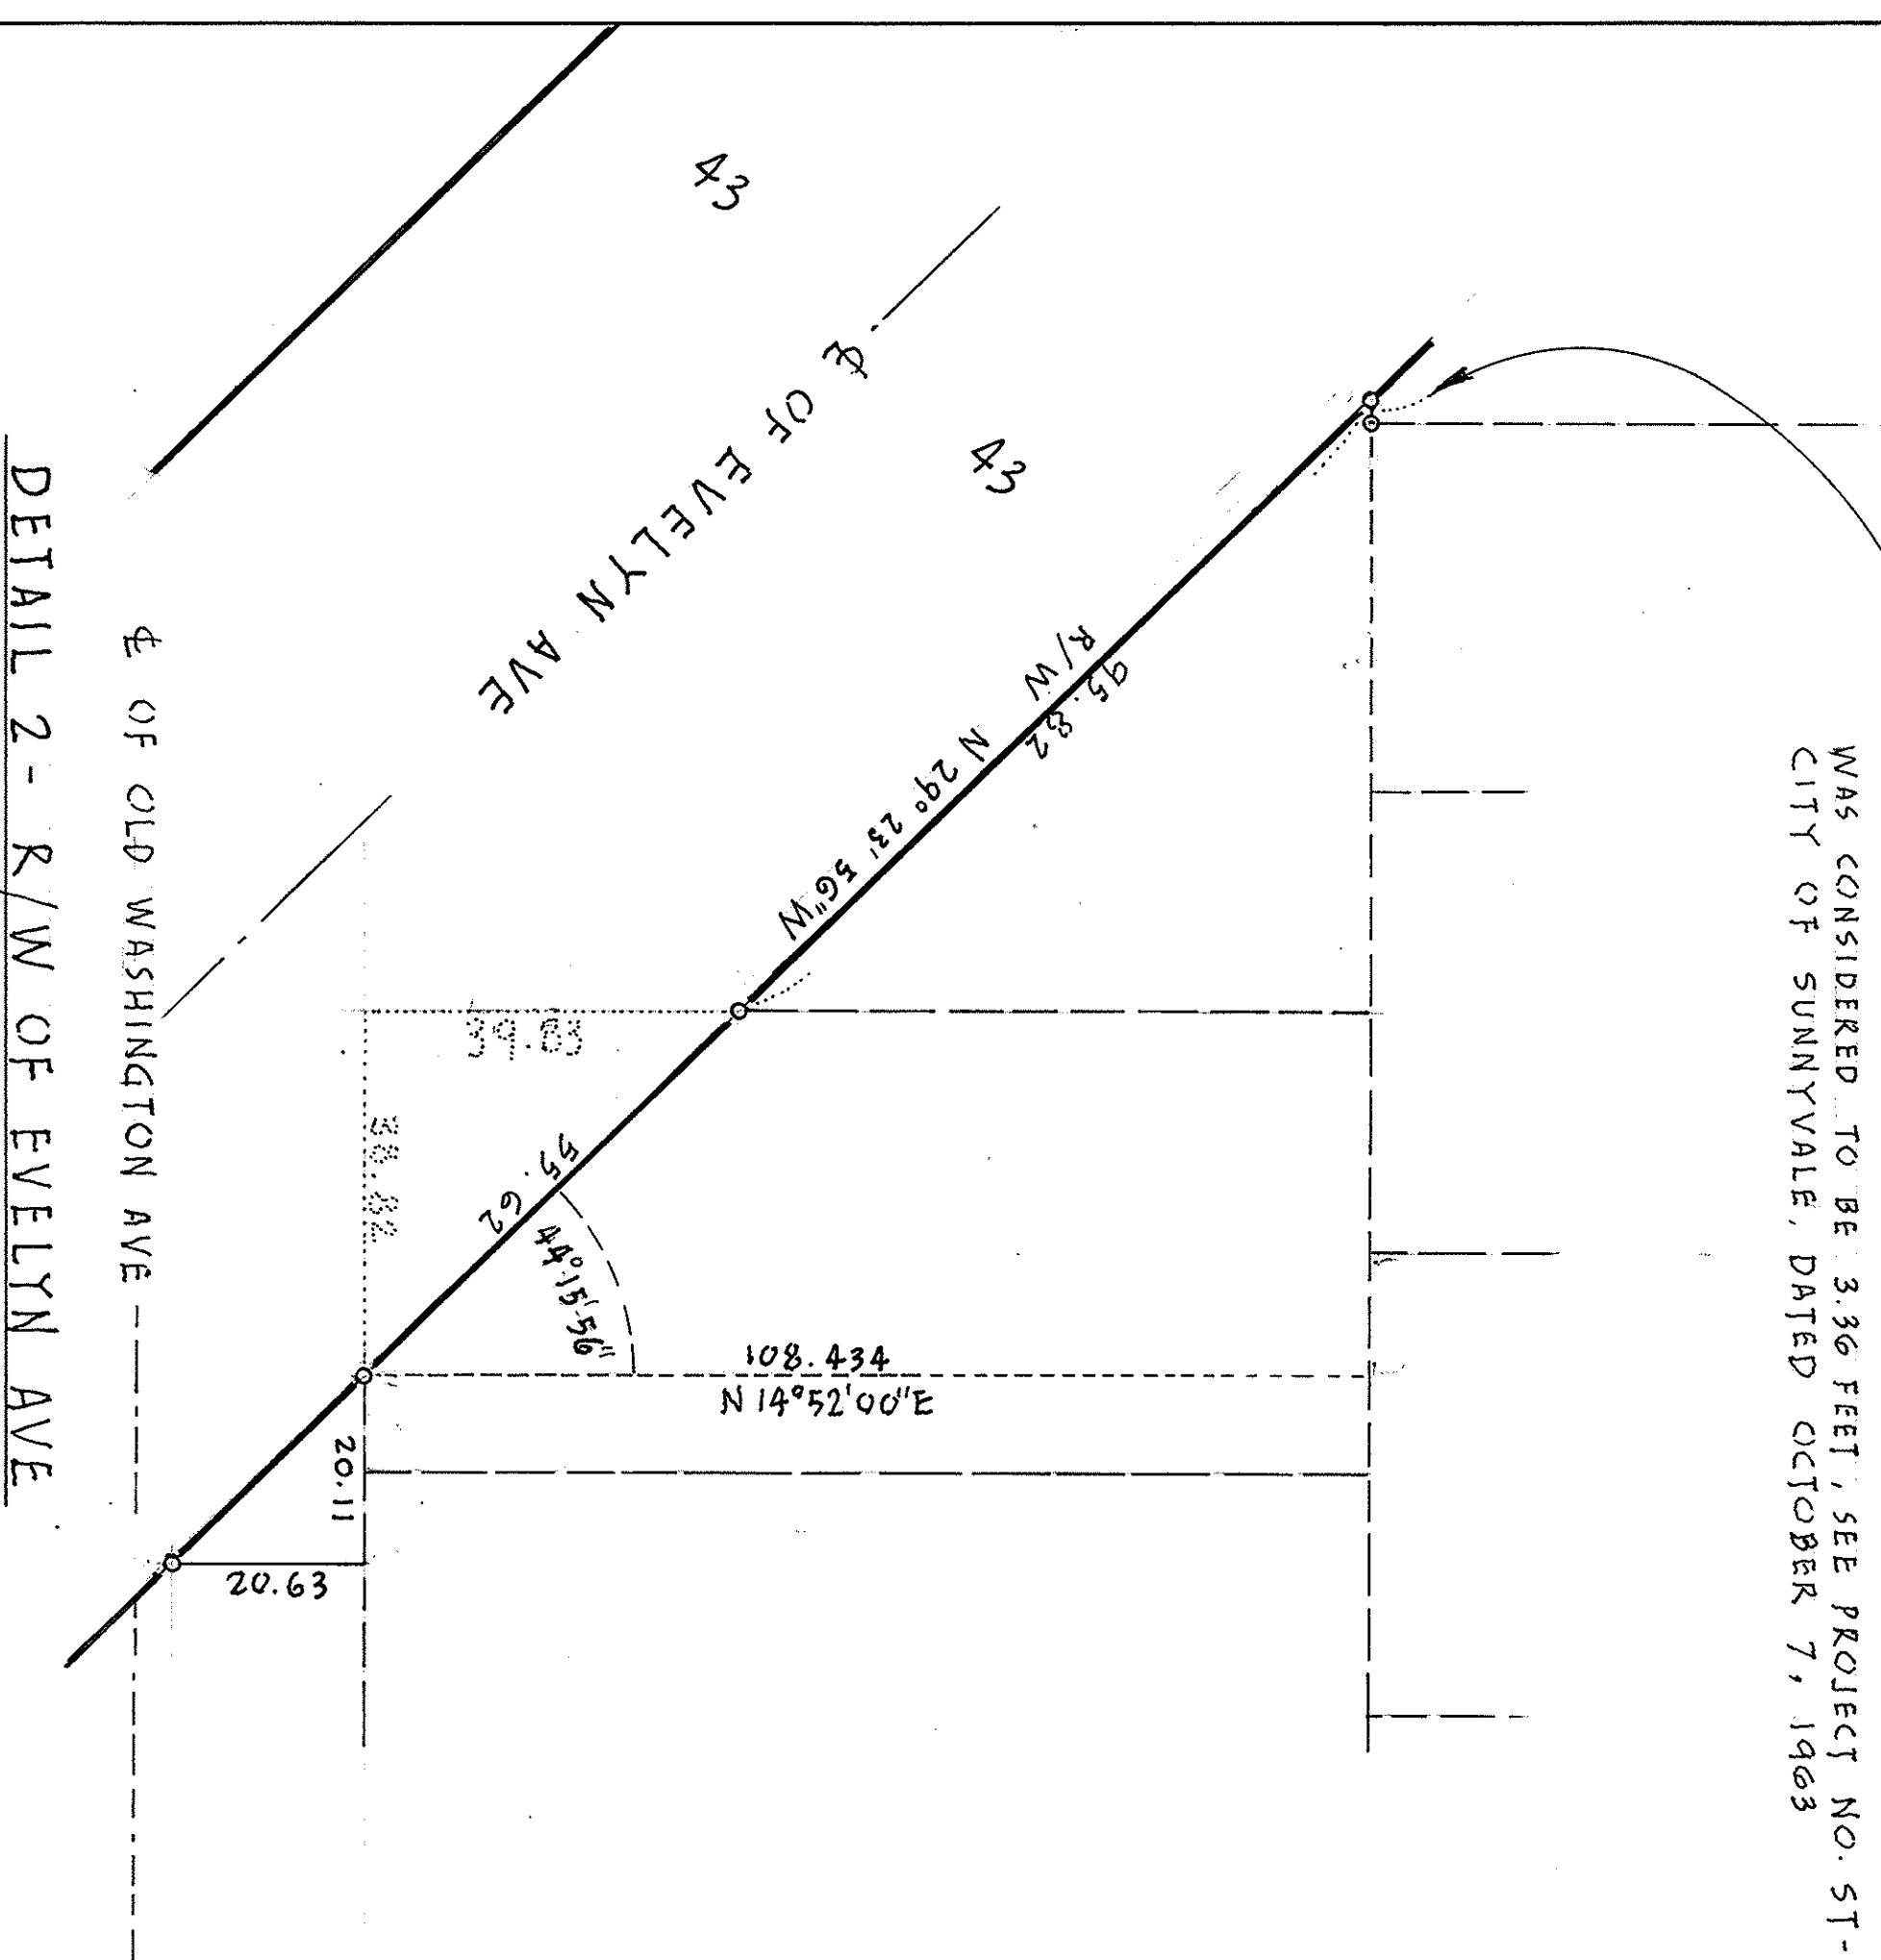 WAS CONSIDERED TO BE 3.36 FEET, SEE PROJECT NO. ST-
CITY OF SUNNYVALE, DATED OCTOBER 7, 1963
43
43
℄ OF EVELYN AVE
R/W
95.82
N 29° 23' 56" W
39.83
38.82
55.62
44°15'56"
108.434
N 14°52'00"E
20.11
20.63
℄ OF OLD WASHINGTON AVE
DETAIL 2 - R/W OF EVELYN AVE